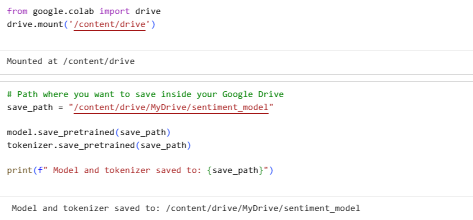 from google.colab import drive
drive.mount('/content/drive')
Mounted at /content/drive
# Path where you want to save inside your Google Drive
save_path = "/content/drive/MyDrive/sentiment_model"
model.save_pretrained(save_path)
tokenizer.save_pretrained(save_path)
print(f" Model and tokenizer saved to: {save_path}")
Model and tokenizer saved to: /content/drive/MyDrive/sentiment_model